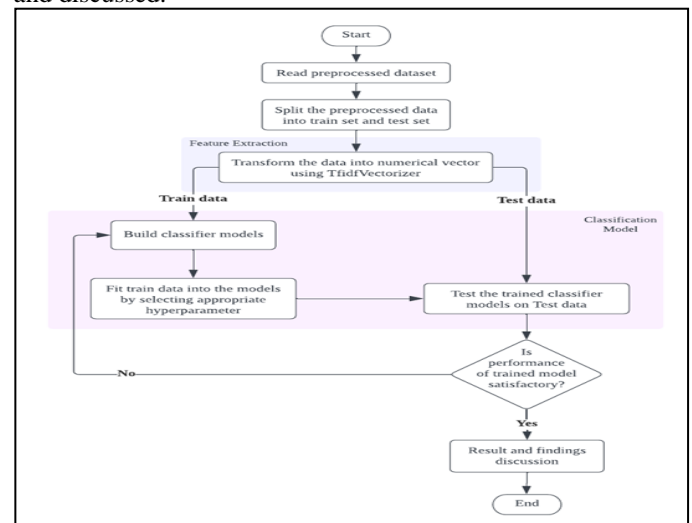 and discussed.
Start
Read preprocessed dataset
Split the preprocessed data
into train set and test set
Feature Extraction
Transform the data into numerical vector
using TfidfVectorizer
Train data
Test data
Classification
Model
Build classifier models
Fit train data into the models
by selecting appropriate
hyperparameter
Test the trained classifier
models on Test data
Is
performance
of trained model
satisfactory?
No
Yes
Result and findings
discussion
End